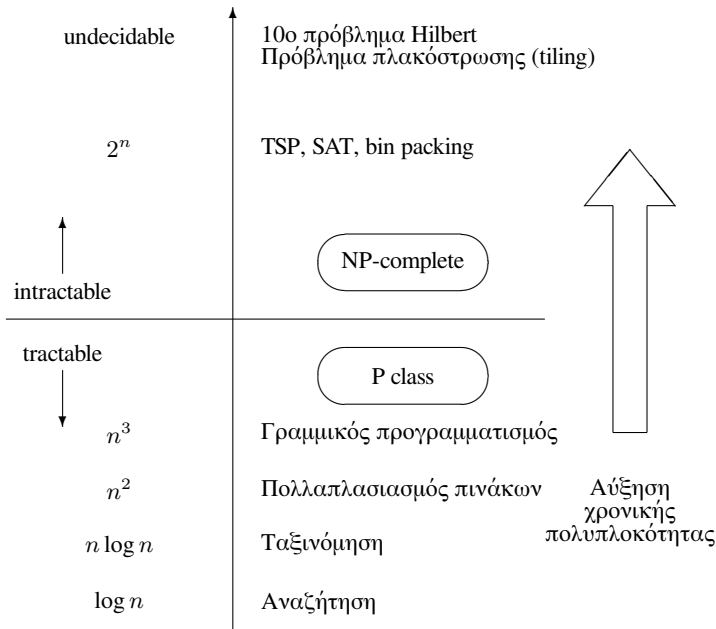 undecidable
10ο πρόβλημα Hilbert
Πρόβλημα πλακόστρωσης (tiling)
2^n
TSP, SAT, bin packing
NP-complete
intractable
tractable
P class
n^3
Γραμμικός προγραμματισμός
n^2
Πολλαπλασιασμός πινάκων
n log n
Ταξινόμηση
log n
Αναζήτηση
Αύξηση
χρονικής
πολυπλοκότητας